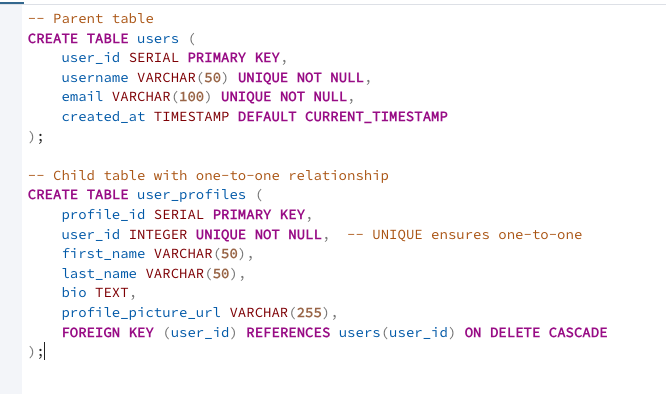 -- Parent table
CREATE TABLE users (
    user_id SERIAL PRIMARY KEY,
    username VARCHAR(50) UNIQUE NOT NULL,
    email VARCHAR(100) UNIQUE NOT NULL,
    created_at TIMESTAMP DEFAULT CURRENT_TIMESTAMP
);

-- Child table with one-to-one relationship
CREATE TABLE user_profiles (
    profile_id SERIAL PRIMARY KEY,
    user_id INTEGER UNIQUE NOT NULL,  -- UNIQUE ensures one-to-one
    first_name VARCHAR(50),
    last_name VARCHAR(50),
    bio TEXT,
    profile_picture_url VARCHAR(255),
    FOREIGN KEY (user_id) REFERENCES users(user_id) ON DELETE CASCADE
);